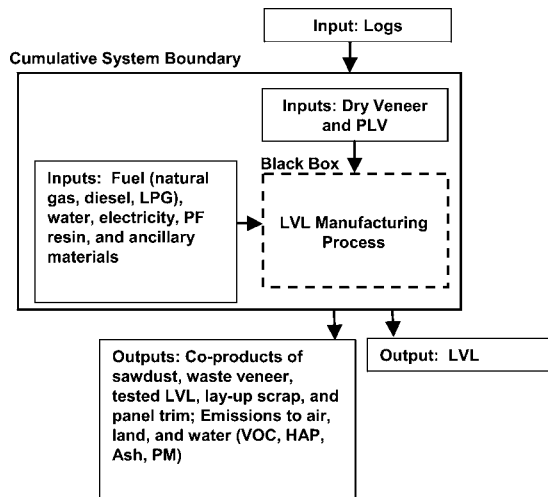 Input: Logs
Cumulative System Boundary
Inputs: Dry Veneer
and PLV
Black Box
Inputs: Fuel (natural
gas, diesel, LPG),
water, electricity, PF
resin, and ancillary
materials
LVL Manufacturing
Process
Outputs: Co-products of
sawdust, waste veneer,
tested LVL, lay-up scrap, and
panel trim; Emissions to air,
land, and water (VOC, HAP,
Ash, PM)
Output: LVL